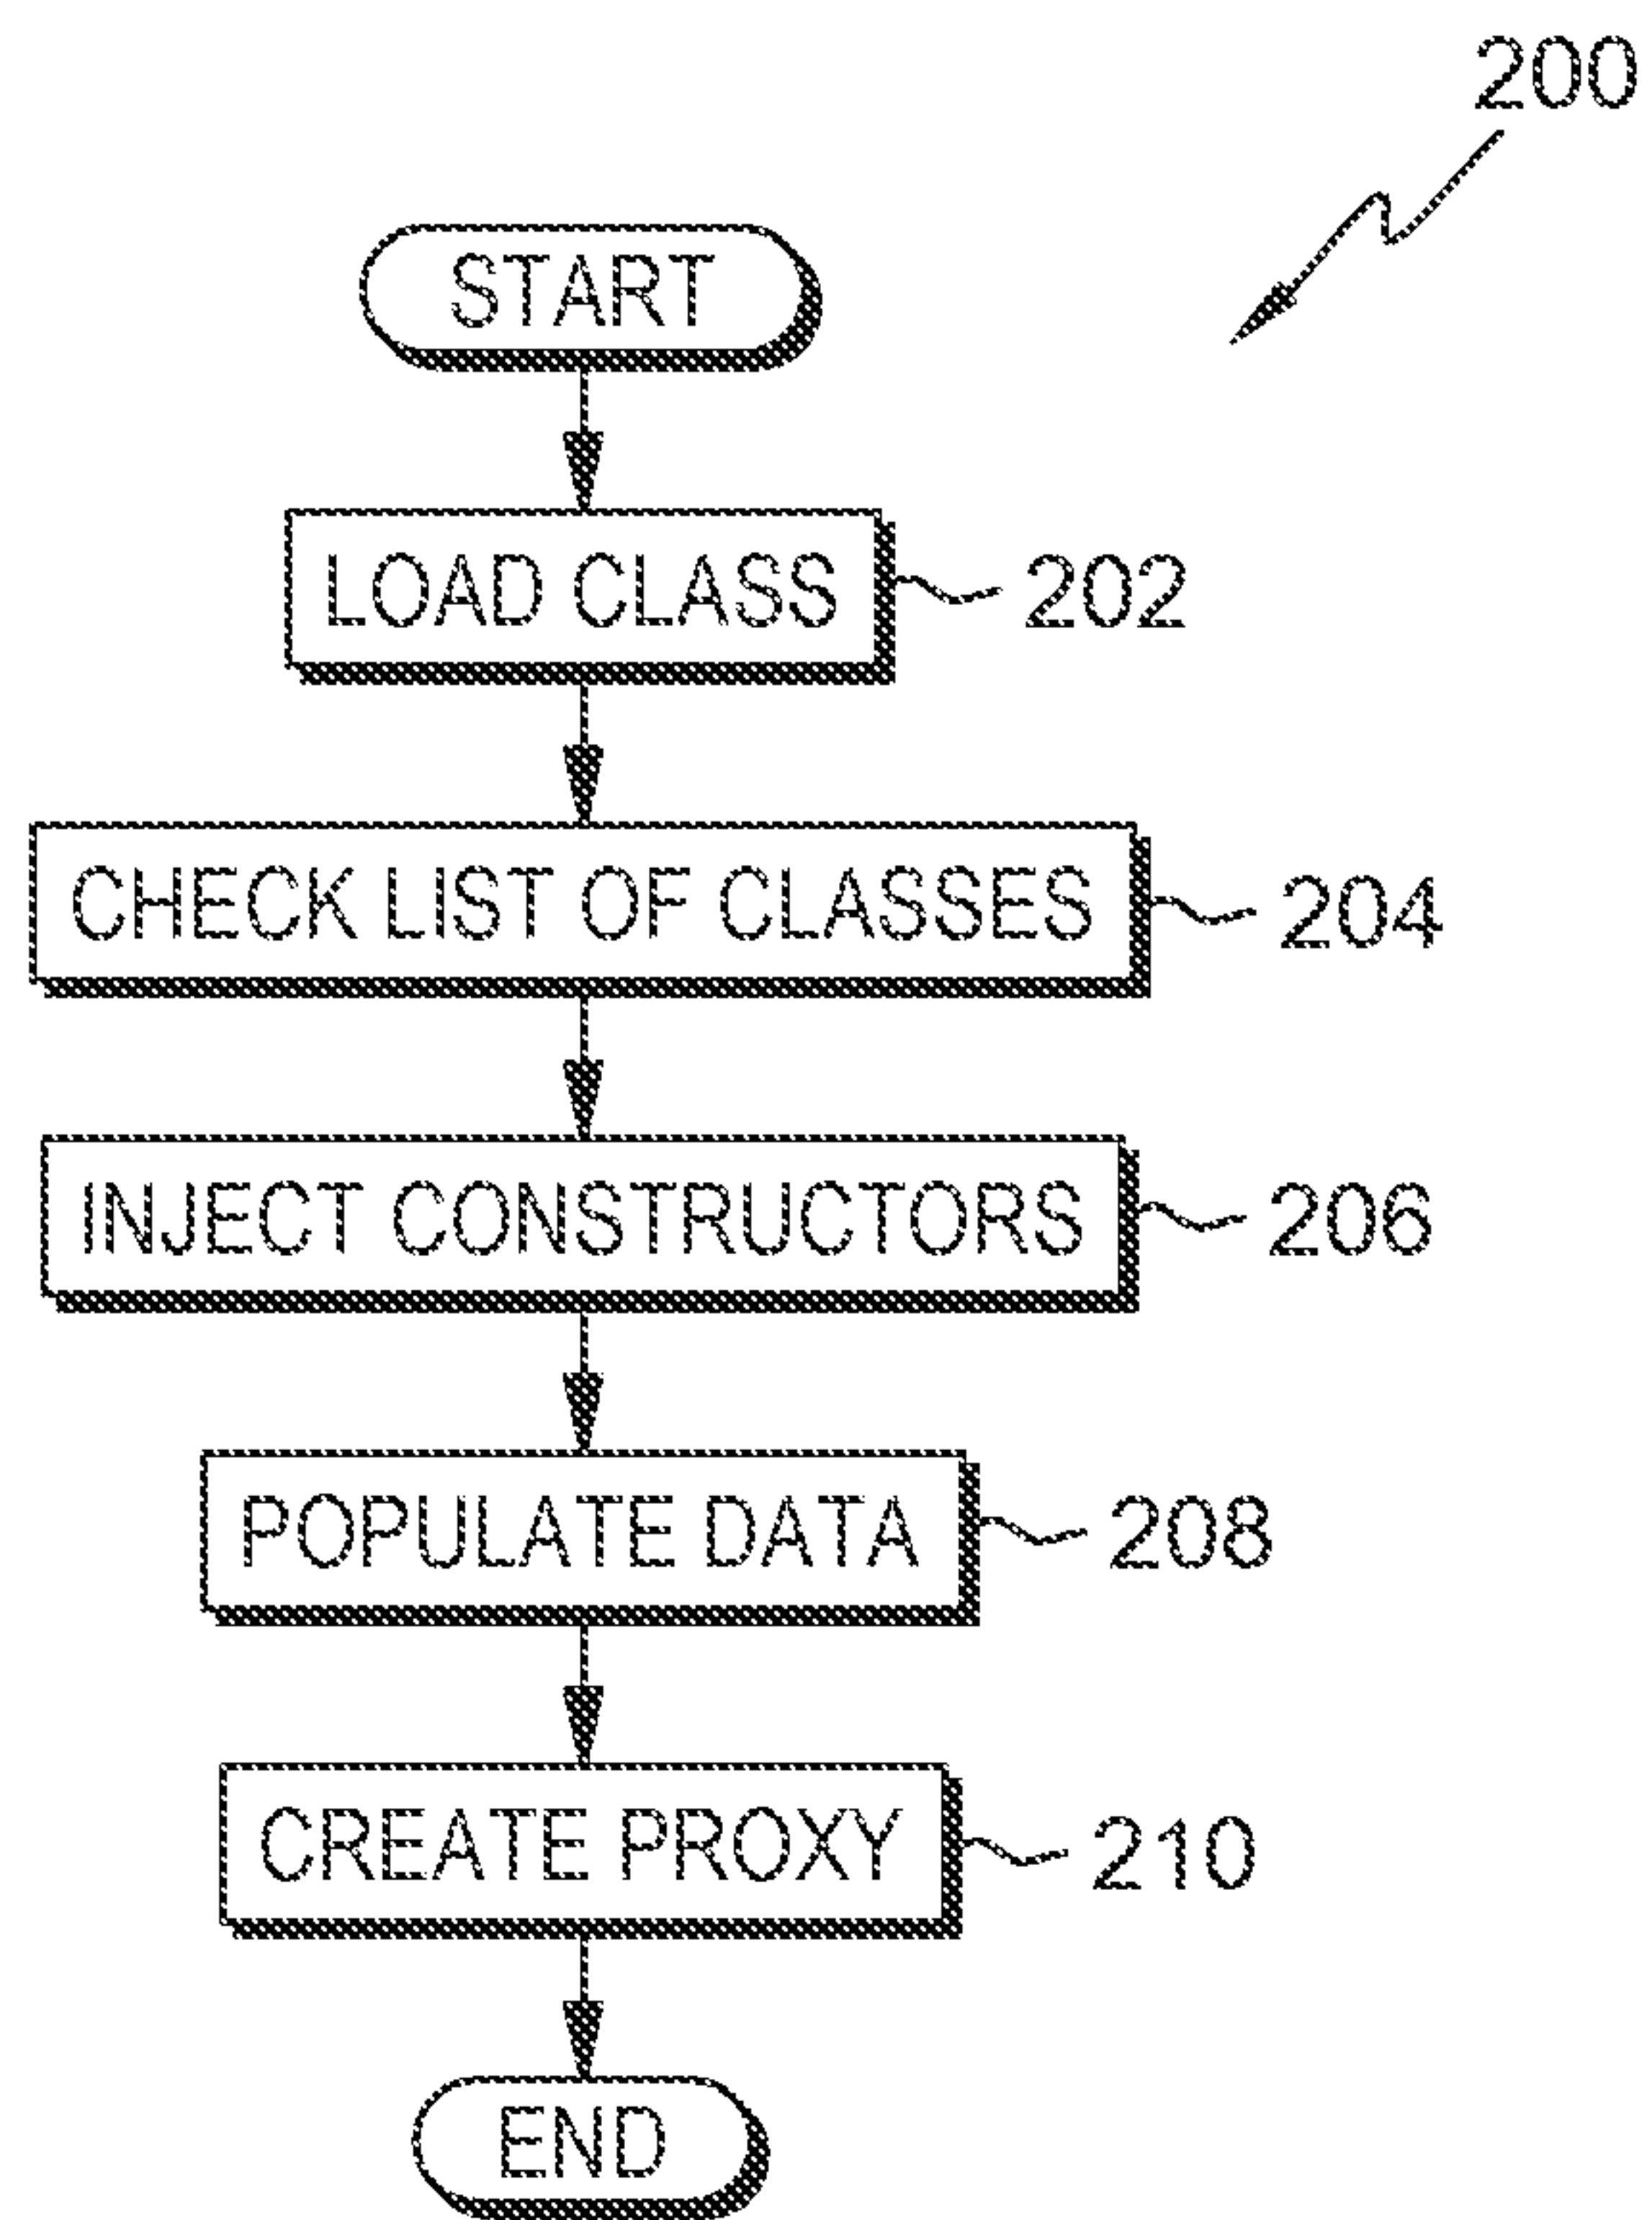 200
START
LOAD CLASS 202
CHECK LIST OF CLASSES 204
INJECT CONSTRUCTORS 206
POPULATE DATA 208
CREATE PROXY 210
END